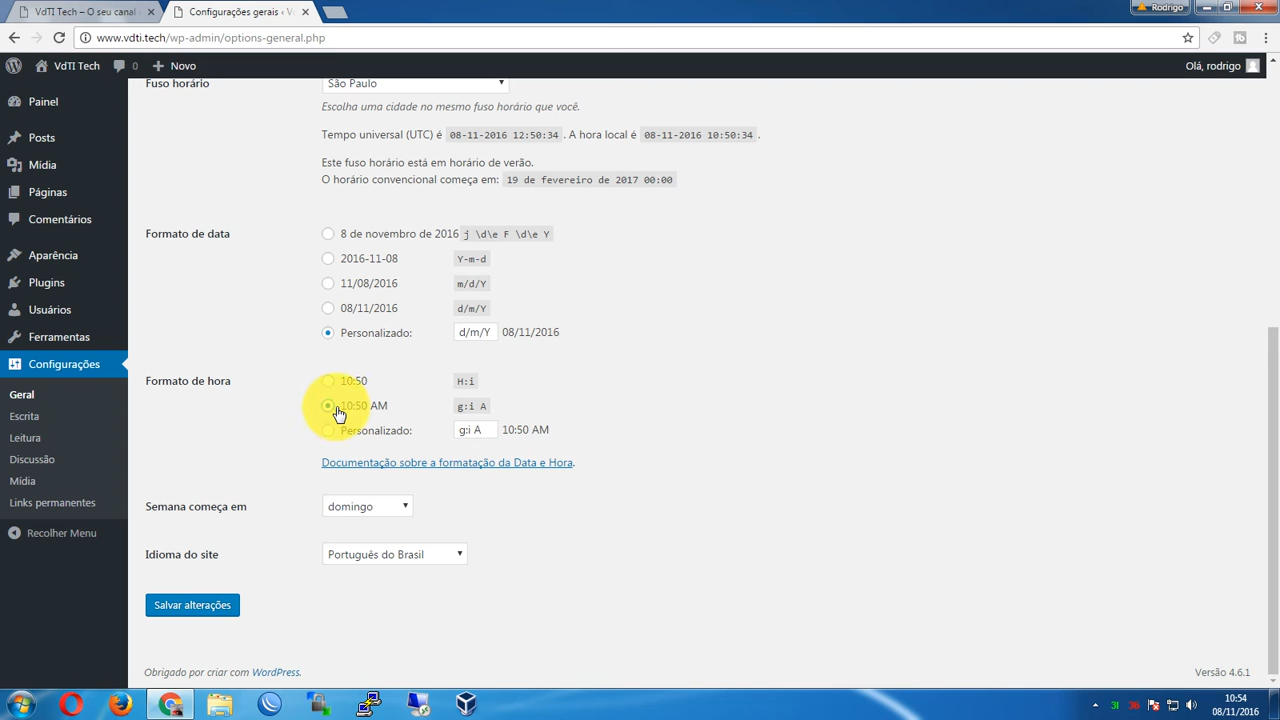 VdTI Tech – O seu canal
Configurações gerais ‹ V
Rodrigo
www.vdti.tech/wp-admin/options-general.php
VdTI Tech
0
Novo
Olá, rodrigo
Painel
Posts
Mídia
Páginas
Comentários
Aparência
Plugins
Usuários
Ferramentas
Configurações
Geral
Escrita
Leitura
Discussão
Mídia
Links permanentes
Recolher Menu
Fuso horário
São Paulo
Escolha uma cidade no mesmo fuso horário que você.
Tempo universal (UTC) é 08-11-2016 12:50:34. A hora local é 08-11-2016 10:50:34.
Este fuso horário está em horário de verão.
O horário convencional começa em: 19 de fevereiro de 2017 00:00
Formato de data
8 de novembro de 2016 j \d\e F \d\e Y
2016-11-08 Y-m-d
11/08/2016 m/d/Y
08/11/2016 d/m/Y
Personalizado: d/m/Y 08/11/2016
Formato de hora
10:50 H:i
10:50 AM g:i A
Personalizado: g:i A 10:50 AM
Documentação sobre a formatação da Data e Hora.
Semana começa em
domingo
Idioma do site
Português do Brasil
Salvar alterações
Obrigado por criar com WordPress.
Versão 4.6.1
10:54
08/11/2016